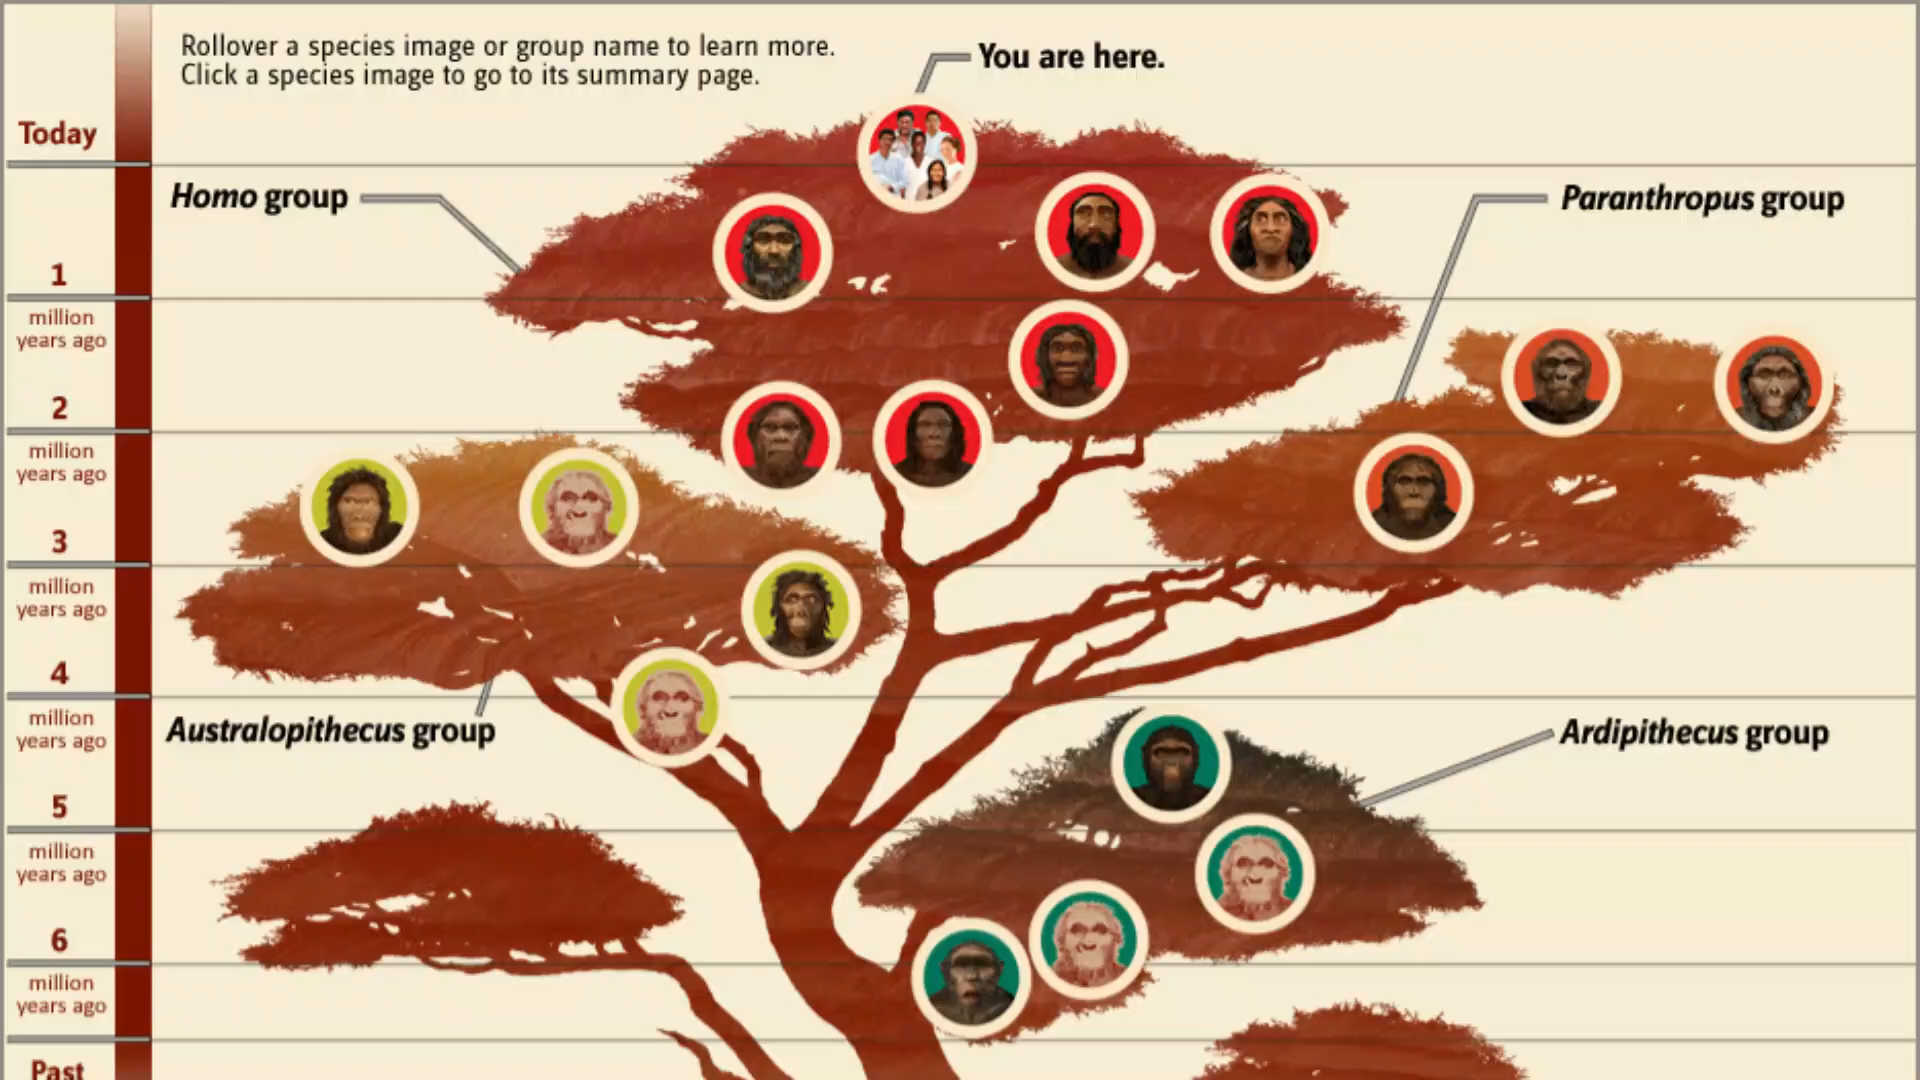 Rollover a species image or group name to learn more.
Click a species image to go to its summary page.
You are here.
Today
Homo group
Paranthropus group
1
million
years ago
2
million
years ago
3
million
years ago
4
million
years ago
Australopithecus group
Ardipithecus group
5
million
years ago
6
million
years ago
Past